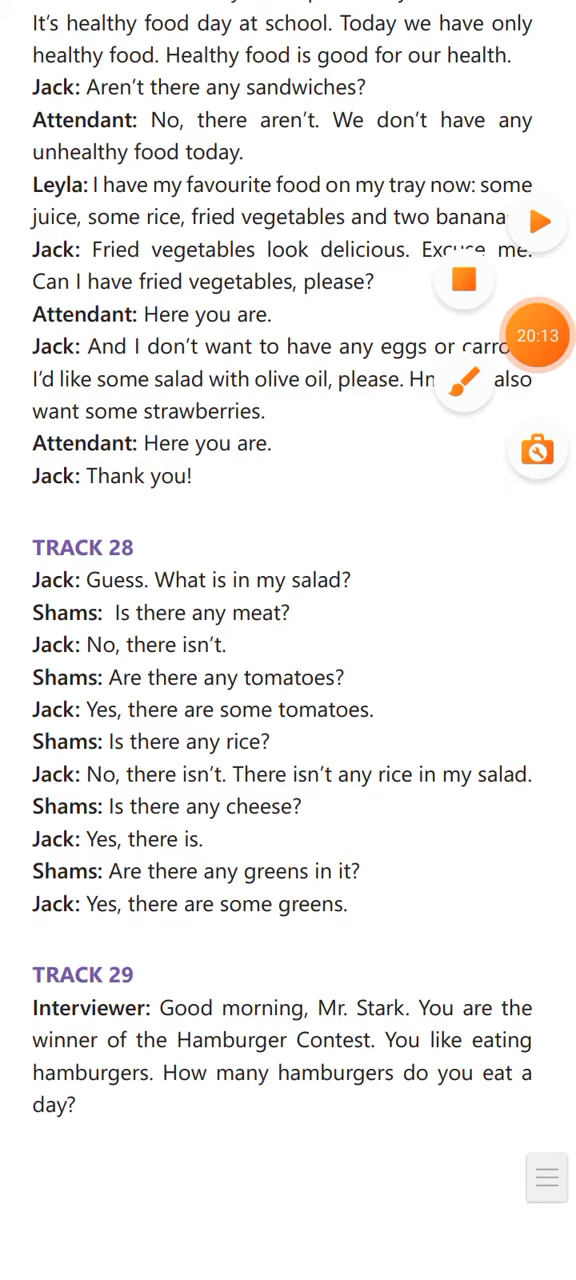 It's healthy food day at school. Today we have only
healthy food. Healthy food is good for our health.
Jack: Aren't there any sandwiches?
Attendant: No, there aren't. We don't have any
unhealthy food today.
Leyla: I have my favourite food on my tray now: some
juice, some rice, fried vegetables and two banana
Jack: Fried vegetables look delicious. Excuse me.
Can I have fried vegetables, please?
Attendant: Here you are.
20:13
Jack: And I don't want to have any eggs or carro
I'd like some salad with olive oil, please. also
want some strawberries.
Attendant: Here you are.
Jack: Thank you!
TRACK 28
Jack: Guess. What is in my salad?
Shams: Is there any meat?
Jack: No, there isn't.
Shams: Are there any tomatoes?
Jack: Yes, there are some tomatoes.
Shams: Is there any rice?
Jack: No, there isn't. There isn't any rice in my salad.
Shams: Is there any cheese?
Jack: Yes, there is.
Shams: Are there any greens in it?
Jack: Yes, there are some greens.
TRACK 29
Interviewer: Good morning, Mr. Stark. You are the
winner of the Hamburger Contest. You like eating
hamburgers. How many hamburgers do you eat a
day?